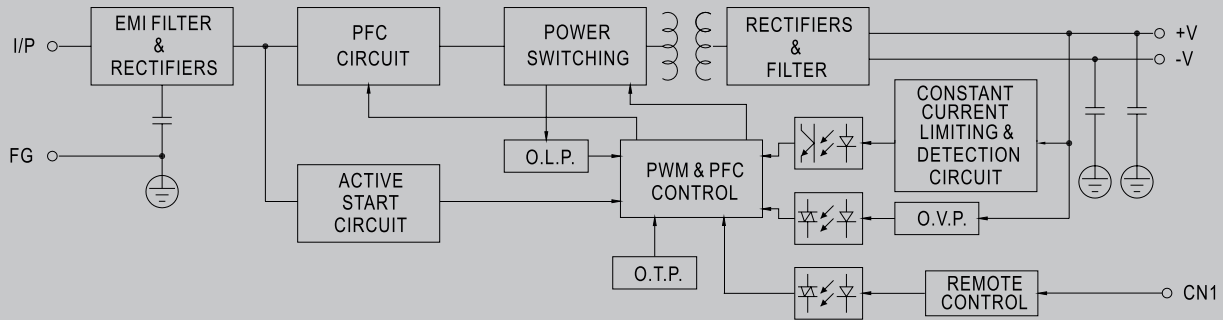 I/P
EMI FILTER
&
RECTIFIERS
PFC
CIRCUIT
POWER
SWITCHING
RECTIFIERS
&
FILTER
+V
-V
CONSTANT
CURRENT
LIMITING &
DETECTION
CIRCUIT
FG
O.L.P.
PWM & PFC
CONTROL
ACTIVE
START
CIRCUIT
O.V.P.
O.T.P.
REMOTE
CONTROL
CN1